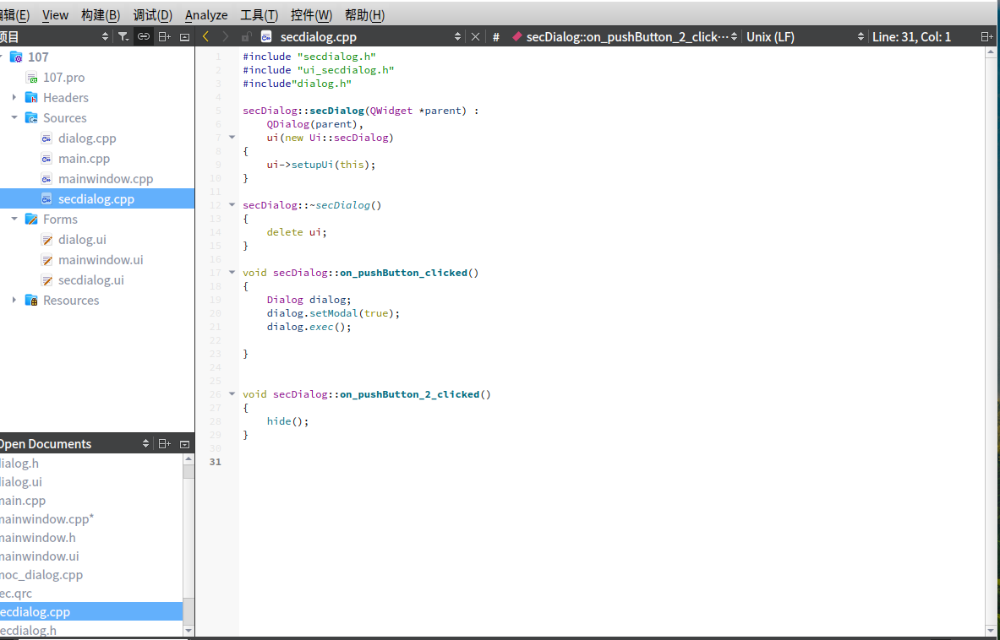 编辑(E) View 构建(B) 调试(D) Analyze 工具(T) 控件(W) 帮助(H)
项目 secdialog.cpp # secDialog::on_pushButton_2_click⋯ Unix (LF) Line: 31, Col: 1
107
107.pro
Headers
Sources
dialog.cpp
main.cpp
mainwindow.cpp
secdialog.cpp
Forms
dialog.ui
mainwindow.ui
secdialog.ui
Resources
Open Documents
dialog.h
dialog.ui
main.cpp
mainwindow.cpp*
mainwindow.h
mainwindow.ui
moc_dialog.cpp
ec.qrc
secdialog.cpp
secdialog.h
1 #include "secdialog.h"
2 #include "ui_secdialog.h"
3 #include"dialog.h"
4
5 secDialog::secDialog(QWidget *parent) :
6 QDialog(parent),
7 ui(new Ui::secDialog)
8 {
9 ui->setupUi(this);
10 }
11
12 secDialog::~secDialog()
13 {
14 delete ui;
15 }
16
17 void secDialog::on_pushButton_clicked()
18 {
19 Dialog dialog;
20 dialog.setModal(true);
21 dialog.exec();
22
23 }
24
25
26 void secDialog::on_pushButton_2_clicked()
27 {
28 hide();
29 }
30
31